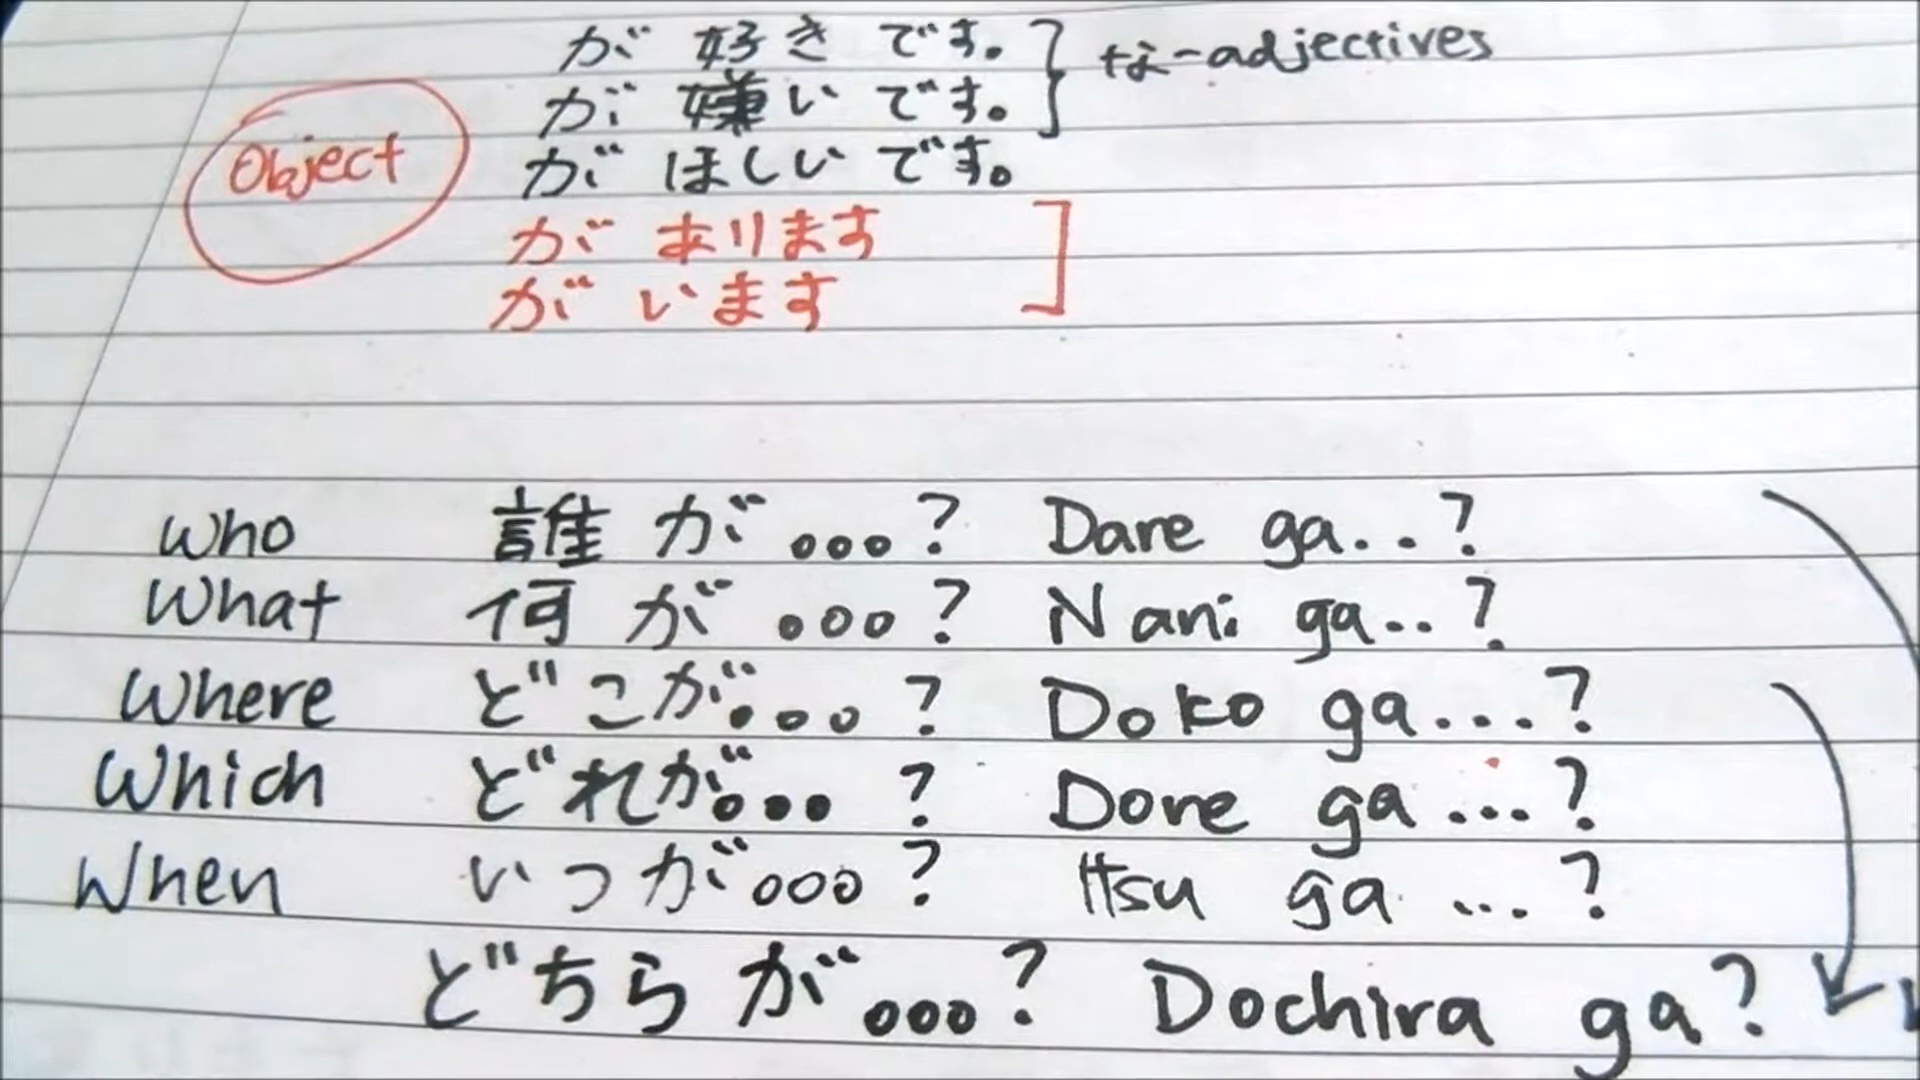 が 好き です。 な-adjectives
が 嫌い です。
Object
が ほしい です。
が あります
が います
Who 誰 が 。。。? Dare ga..?
What 何 が 。。。? Nani ga..?
Where どこが。。。? Doko ga...?
Which どれが。。。? Dore ga...?
When いつが。。。? Itsu ga ...?
どちらが。。。? Dochira ga?